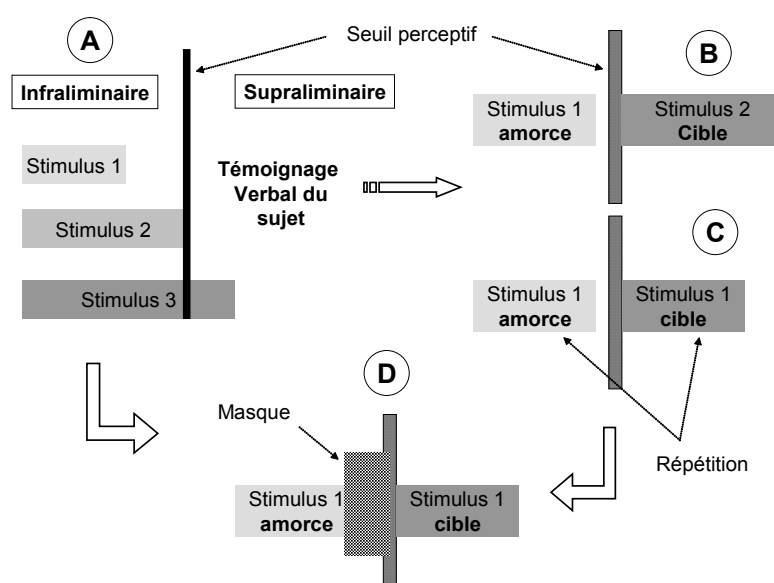 A
Seuil perceptif
B
Infraliminaire
Supraliminaire
Stimulus 1
amorce
Stimulus 2
Cible
Stimulus 1
Témoignage
Verbal du
sujet
Stimulus 2
C
Stimulus 3
Stimulus 1
amorce
Stimulus 1
cible
D
Masque
Répétition
Stimulus 1
amorce
Stimulus 1
cible